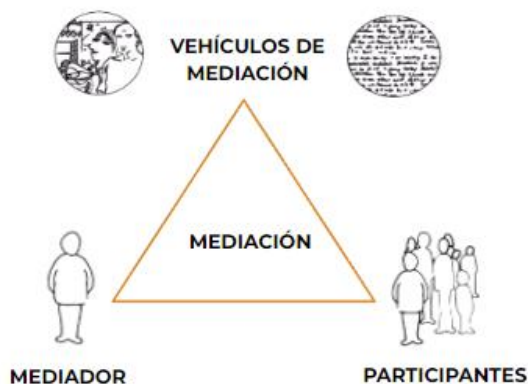 VEHÍCULOS DE
MEDIACIÓN
MEDIACIÓN
MEDIADOR
PARTICIPANTES